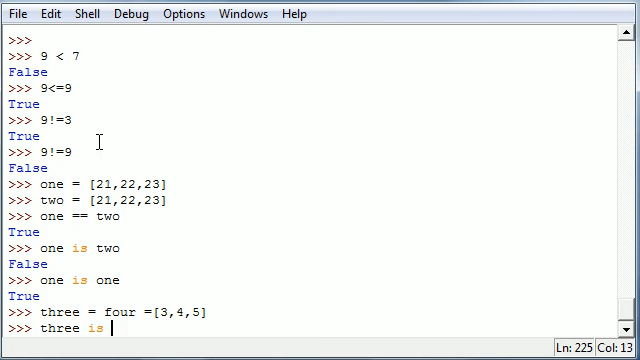 File Edit Shell Debug Options Windows Help
>>>
>>> 9 < 7
False
>>> 9<=9
True
>>> 9!=3
True
>>> 9!=9
False
>>> one = [21,22,23]
>>> two = [21,22,23]
>>> one == two
True
>>> one is two
False
>>> one is one
True
>>> three = four =[3,4,5]
>>> three is
Ln: 225 Col: 13